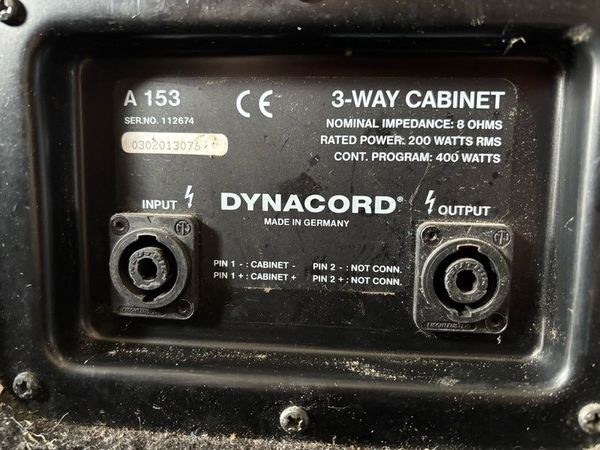 A 153
SER.NO. 112674
CE
3-WAY CABINET
NOMINAL IMPEDANCE: 8 OHMS
RATED POWER: 200 WATTS RMS
CONT. PROGRAM: 400 WATTS
INPUT
DYNACORD®
MADE IN GERMANY
OUTPUT
PIN 1 - : CABINET -
PIN 1 + : CABINET +
PIN 2 - : NOT CONN.
PIN 2 + : NOT CONN.